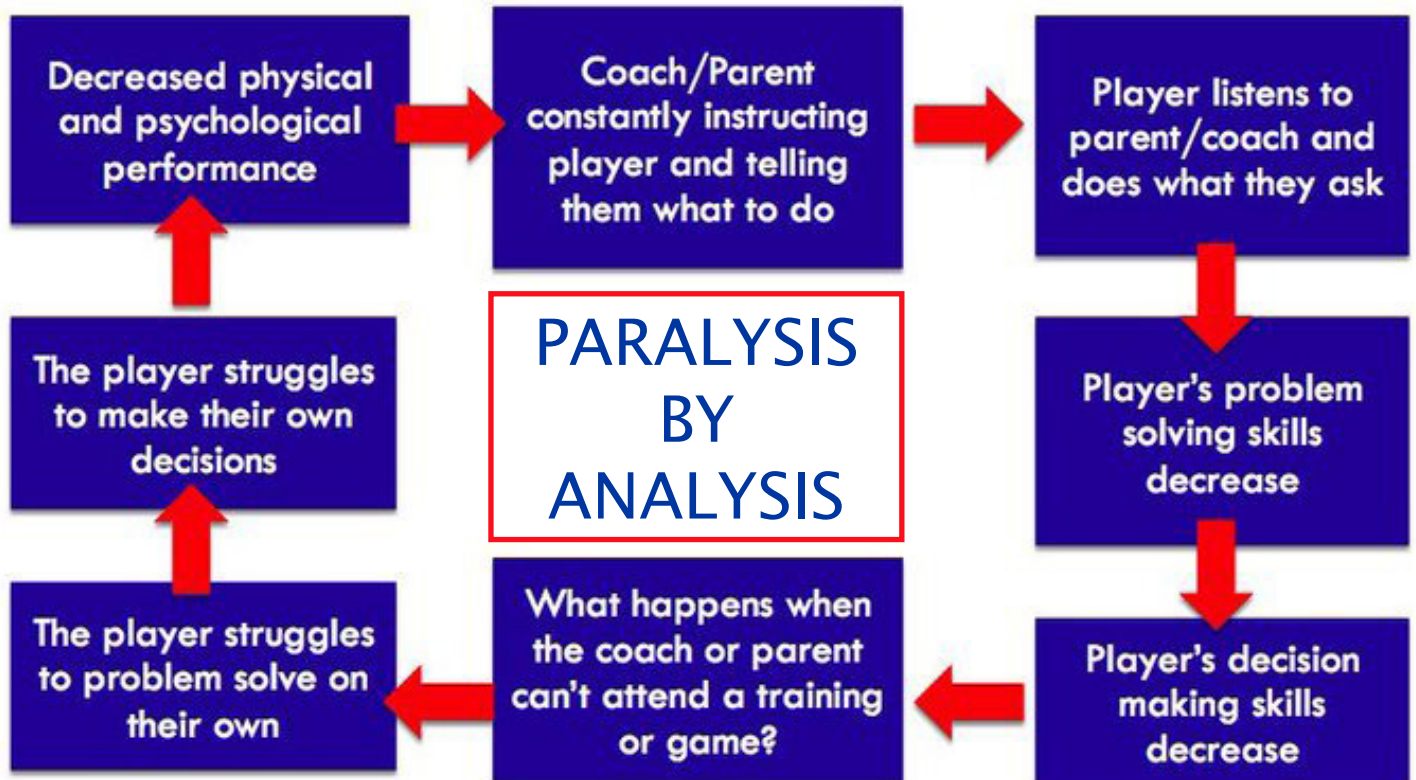 Decreased physical
and psychological
performance
Coach/Parent
constantly instructing
player and telling
them what to do
Player listens to
parent/coach and
does what they ask
Player's problem
solving skills
decrease
Player's decision
making skills
decrease
What happens when
the coach or parent
can't attend a training
or game?
The player struggles
to problem solve on
their own
The player struggles
to make their own
decisions
PARALYSIS
BY
ANALYSIS